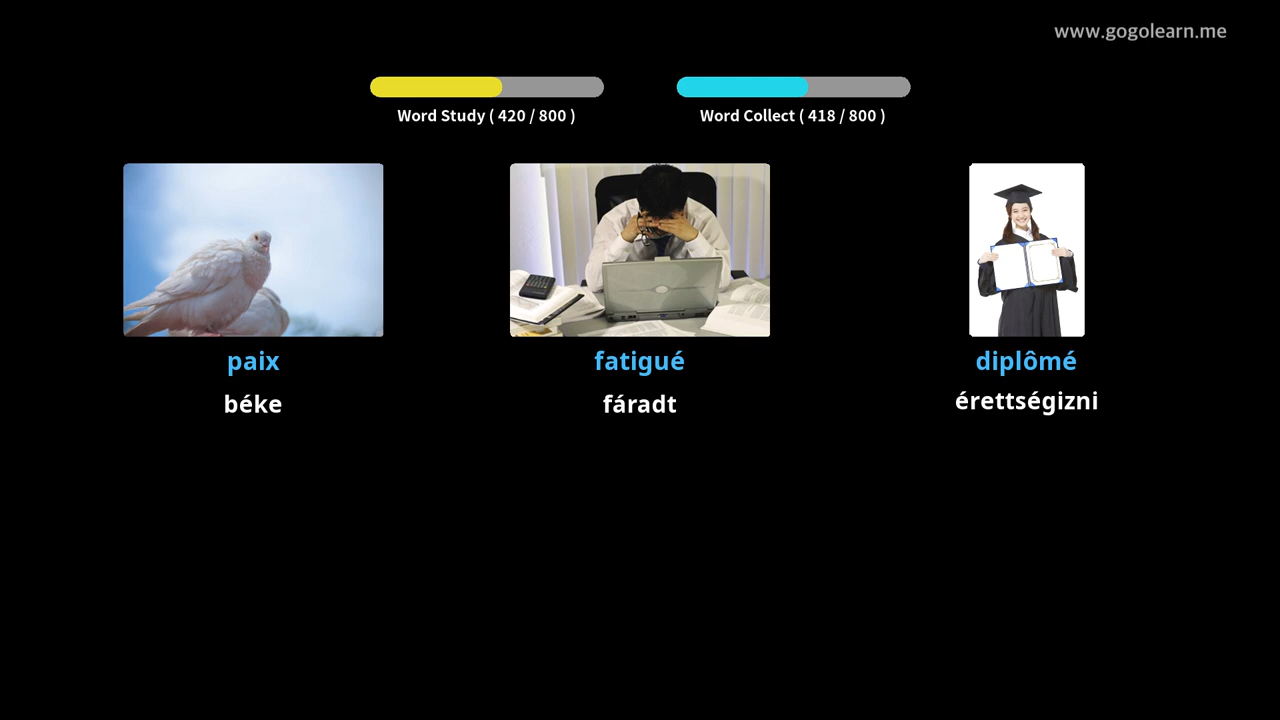 www.gogolearn.me
Word Study ( 420 / 800 )
Word Collect ( 418 / 800 )
paix
fatigué
diplômé
béke
fáradt
érettségizni